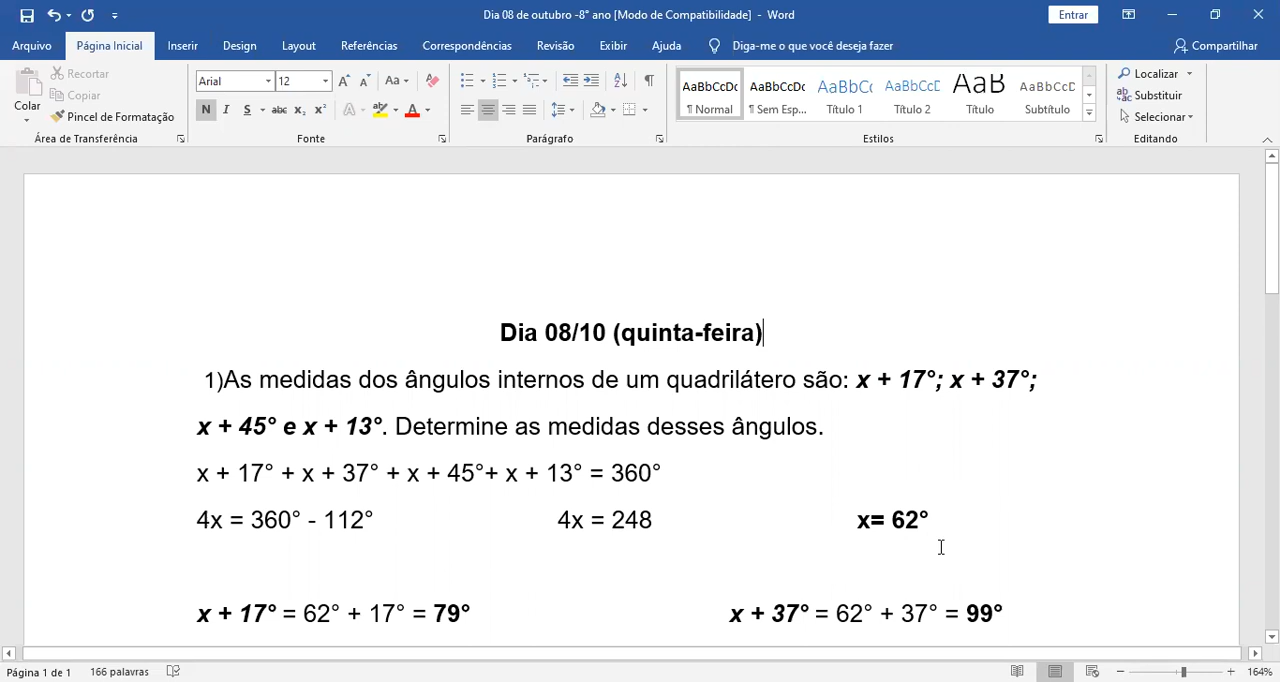 Dia 08 de outubro -8° ano [Modo de Compatibilidade] - Word
Entrar
Arquivo Página Inicial Inserir Design Layout Referências Correspondências Revisão Exibir Ajuda Diga-me o que você deseja fazer Compartilhar
Colar
Recortar
Copiar
Pincel de Formatação
Área de Transferência
Arial 12 Aa
N I S abc x₂ x² A A
Fonte
Parágrafo
AaBbCcDc AaBbCcDc AaBbCc AaBbCcD AaB AaBbCcD
¶ Normal ¶ Sem Esp... Título 1 Título 2 Título Subtítulo
Estilos
Localizar
Substituir
Selecionar
Editando
Dia 08/10 (quinta-feira)
1)As medidas dos ângulos internos de um quadrilátero são: x + 17°; x + 37°;
x + 45° e x + 13°. Determine as medidas desses ângulos.
x + 17° + x + 37° + x + 45°+ x + 13° = 360°
4x = 360° - 112° 4x = 248 x= 62°
x + 17° = 62° + 17° = 79° x + 37° = 62° + 37° = 99°
Página 1 de 1 166 palavras 164%